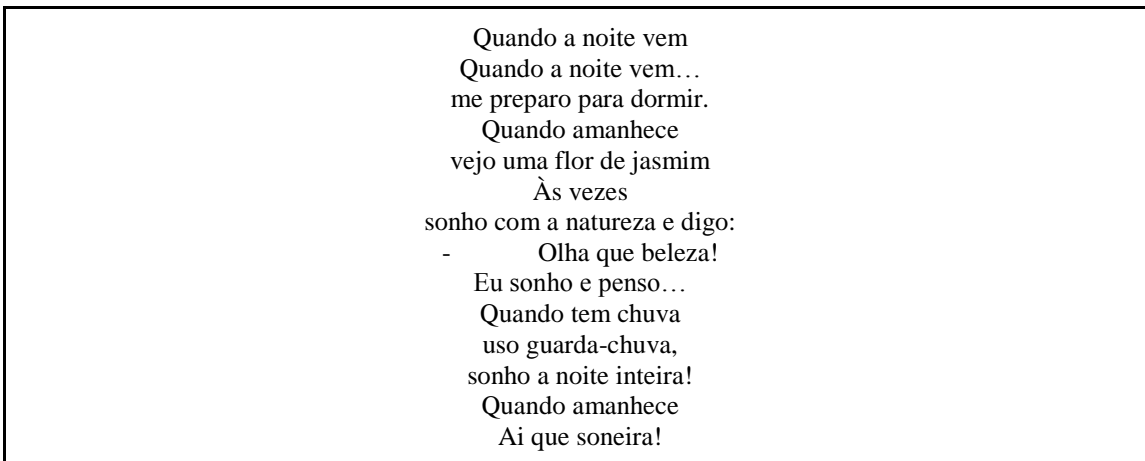 Quando a noite vem
Quando a noite vem…
me preparo para dormir.
Quando amanhece
vejo uma flor de jasmim
Às vezes
sonho com a natureza e digo:
- Olha que beleza!
Eu sonho e penso…
Quando tem chuva
uso guarda-chuva,
sonho a noite inteira!
Quando amanhece
Ai que soneira!